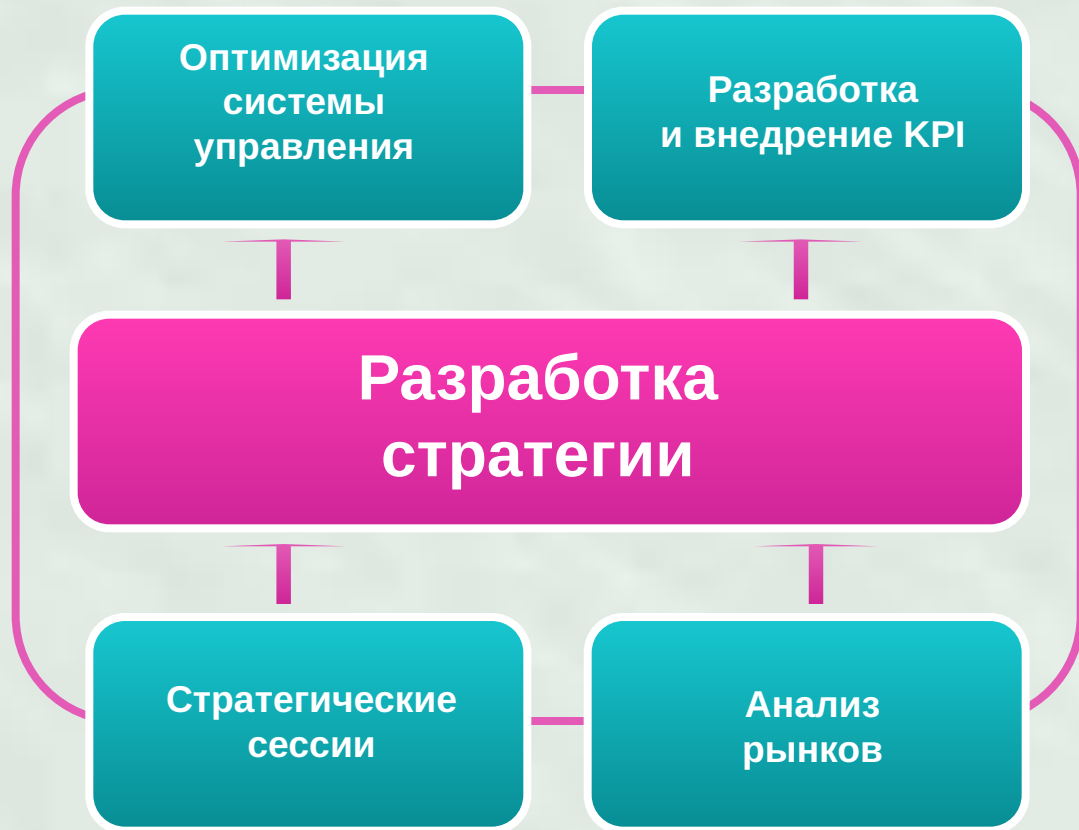 Оптимизация
системы
управления
Разработка
и внедрение KPI
Разработка
стратегии
Стратегические
сессии
Анализ
рынков